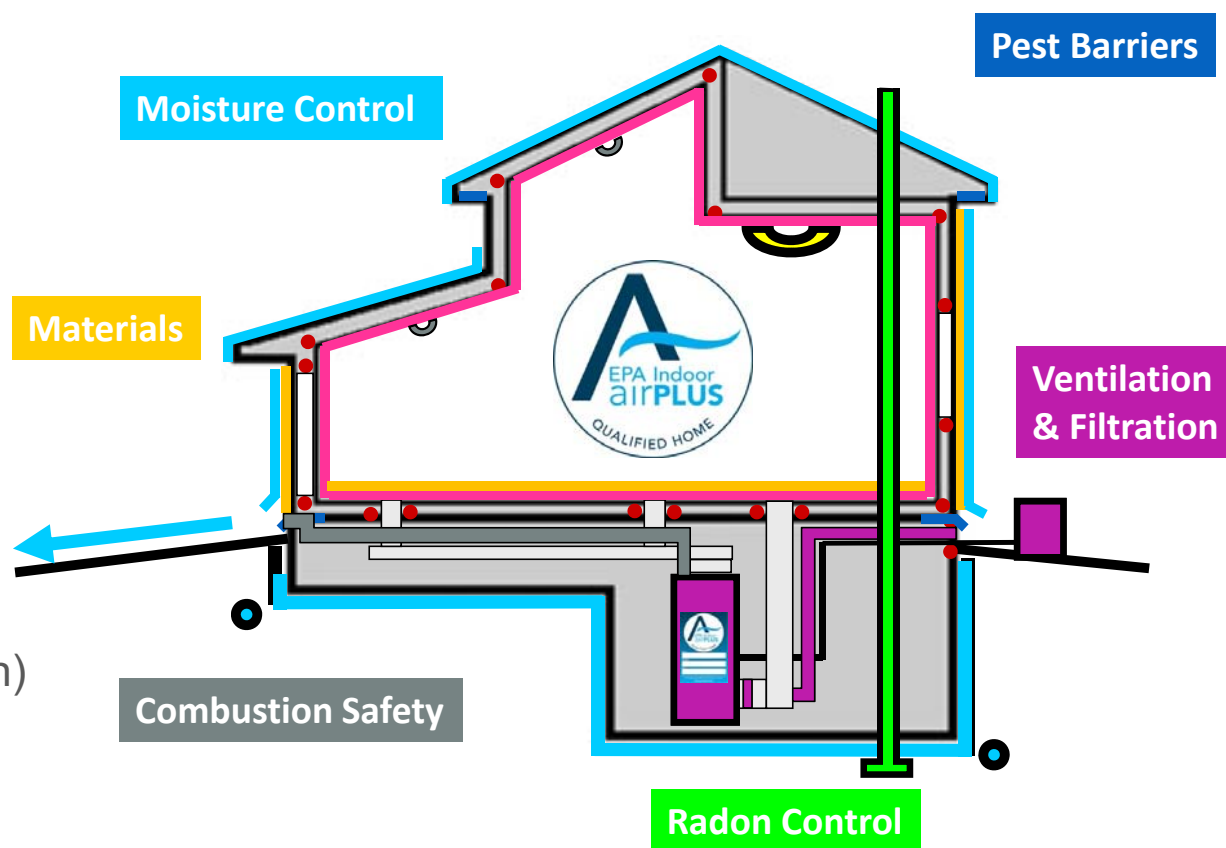 Pest Barriers
Moisture Control
Materials
EPA Indoor
airPLUS
QUALIFIED HOME
Ventilation
& Filtration
n)
Combustion Safety
Radon Control